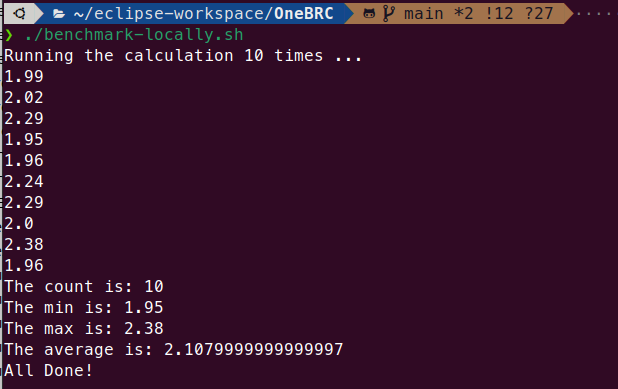 ~/eclipse-workspace/OneBRC main *2 !12 ?27
❯ ./benchmark-locally.sh
Running the calculation 10 times ...
1.99
2.02
2.29
1.95
1.96
2.24
2.29
2.0
2.38
1.96
The count is: 10
The min is: 1.95
The max is: 2.38
The average is: 2.1079999999999997
All Done!